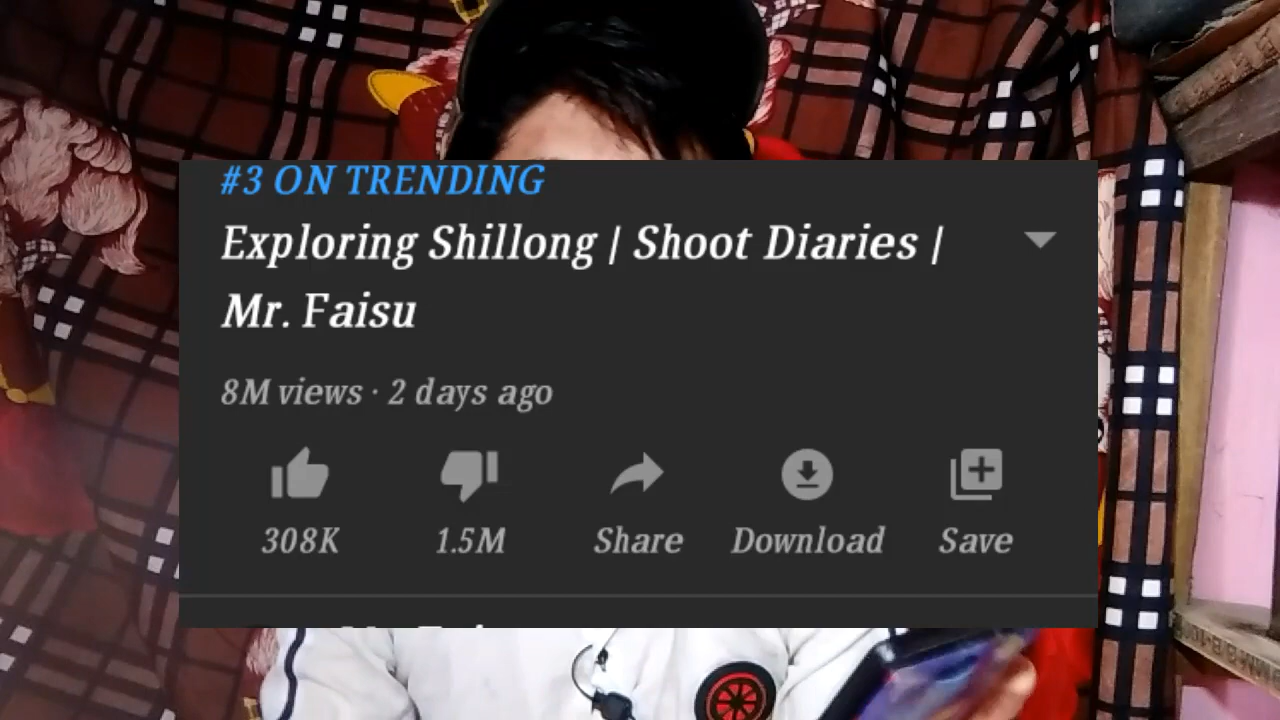 #3 ON TRENDING
Exploring Shillong | Shoot Diaries |
Mr. Faisu
8M views · 2 days ago
308K 1.5M Share Download Save